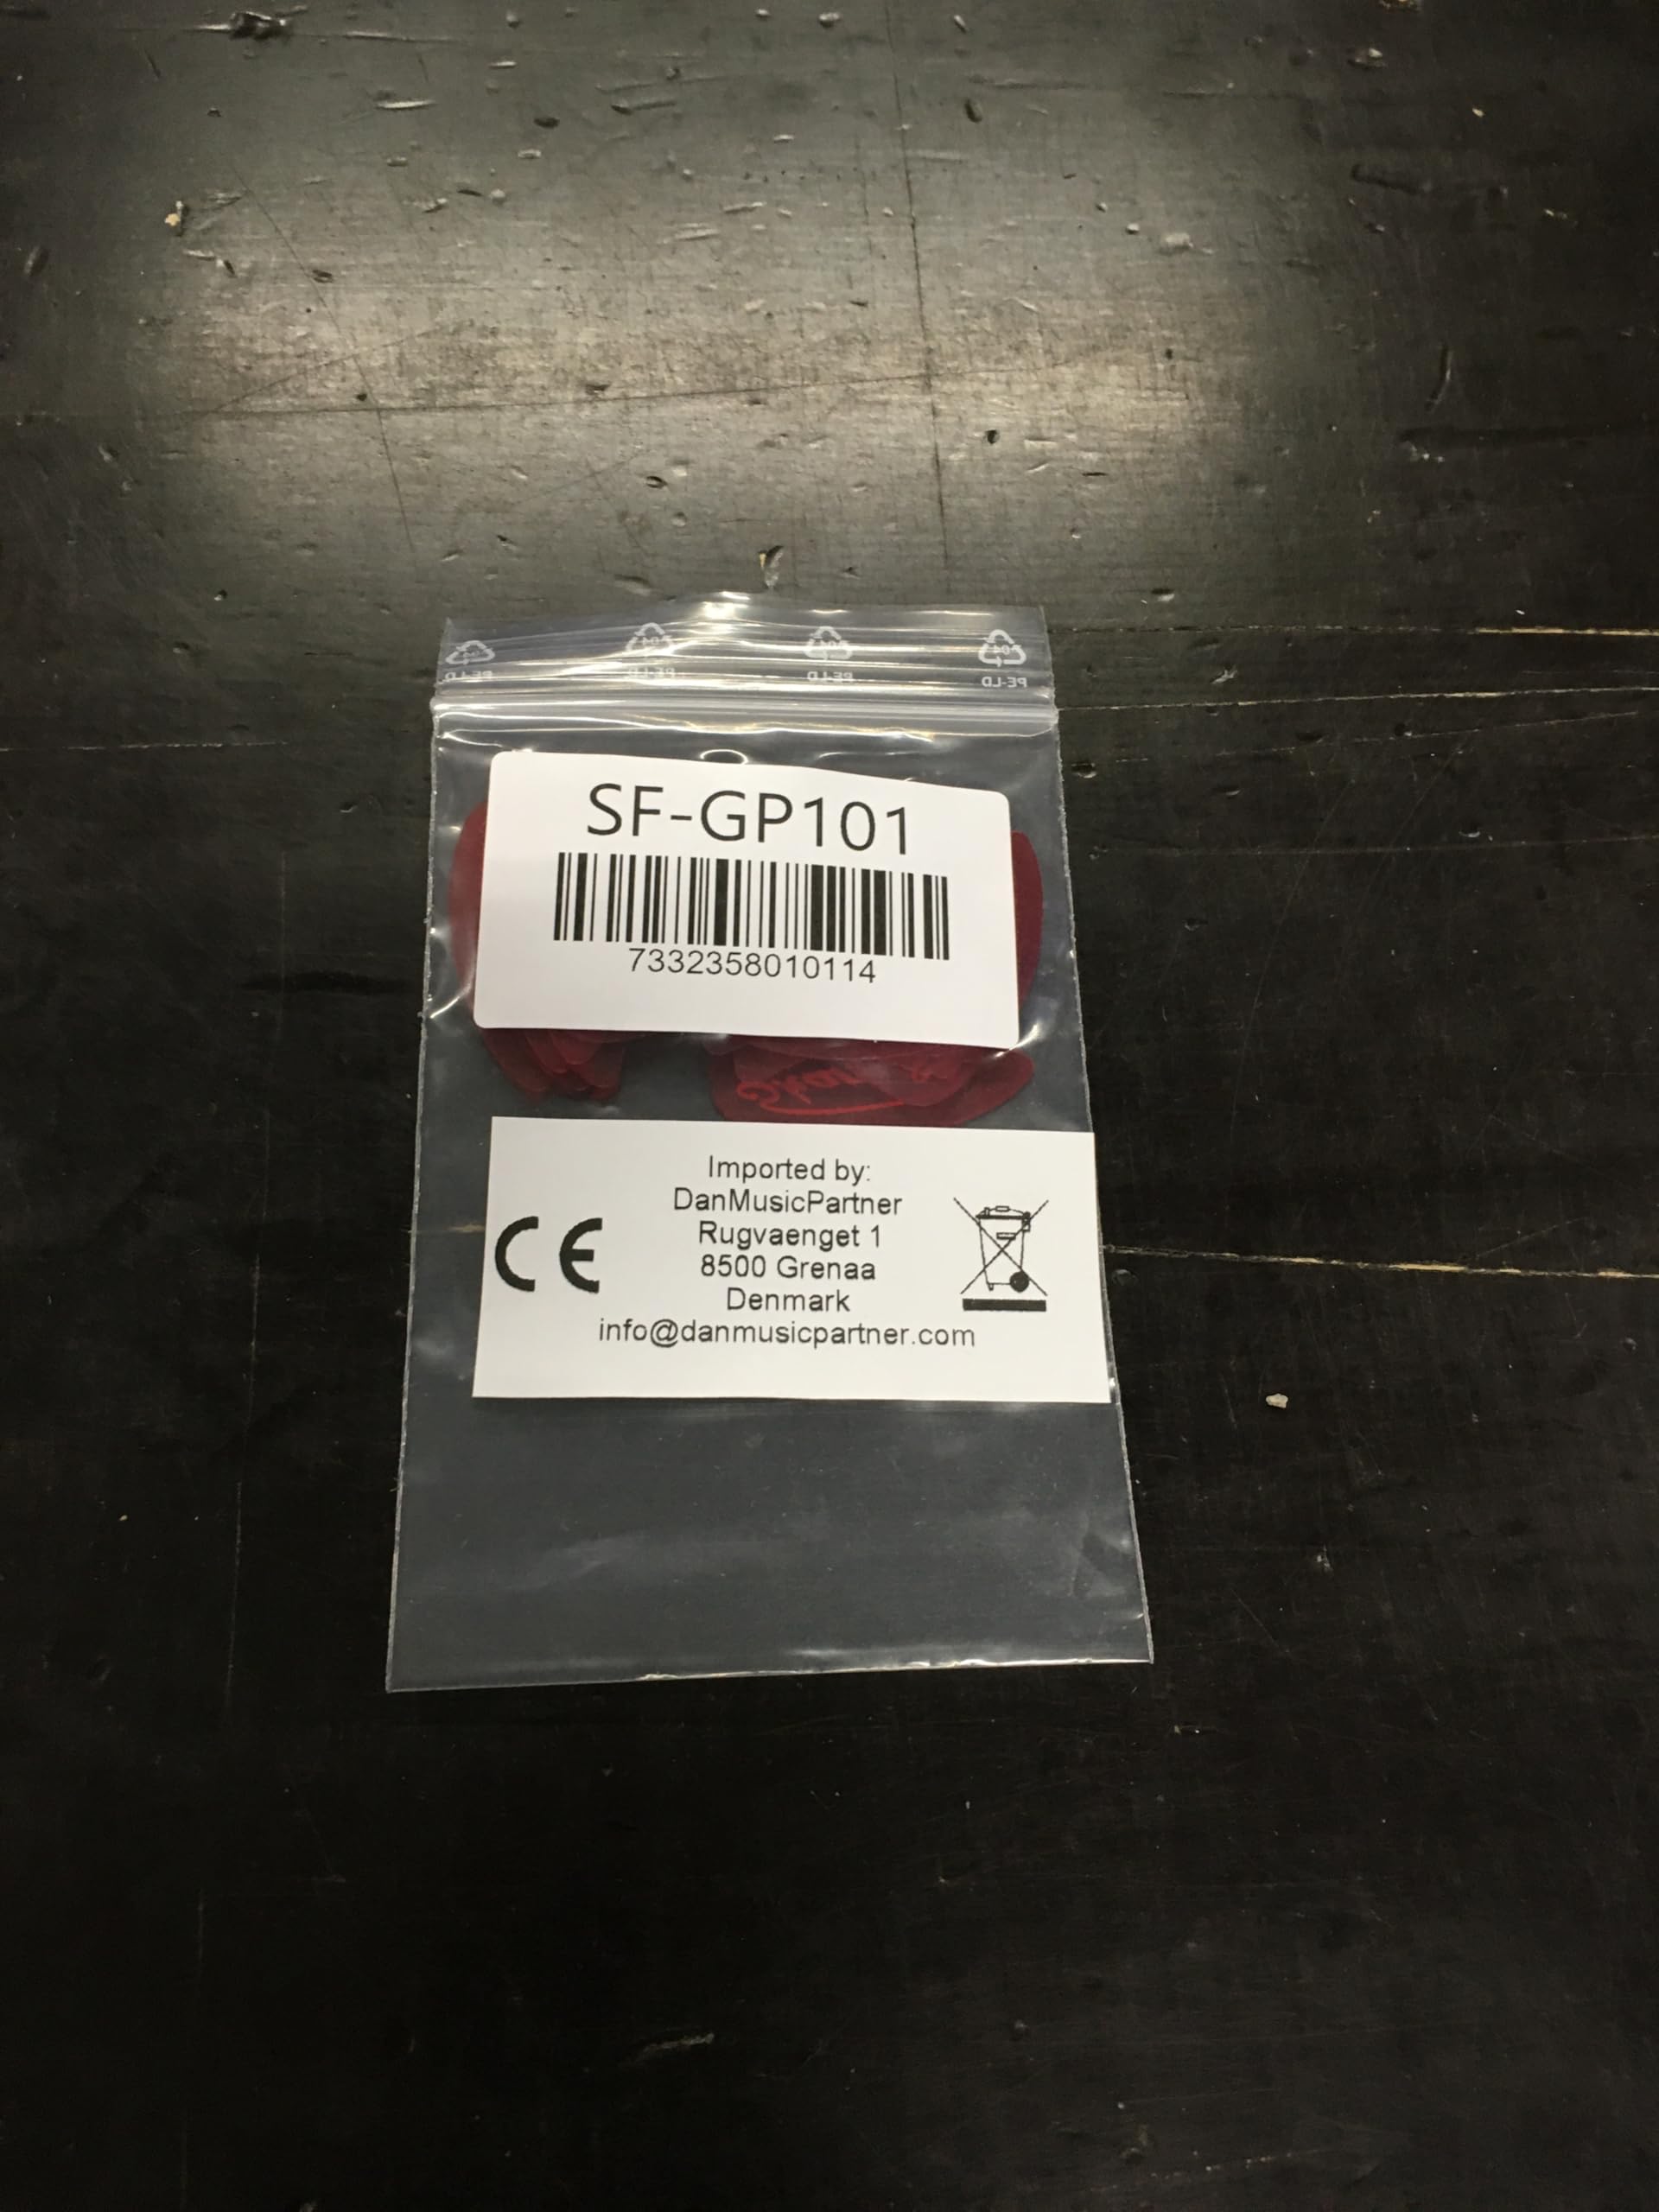 PE-LD
PE-LD
PE-LD
PE-LD
SF-GP101
7332358010114
Imported by:
DanMusicPartner
Rugvaenget 1
8500 Grenaa
Denmark
info@danmusicpartner.com
CE